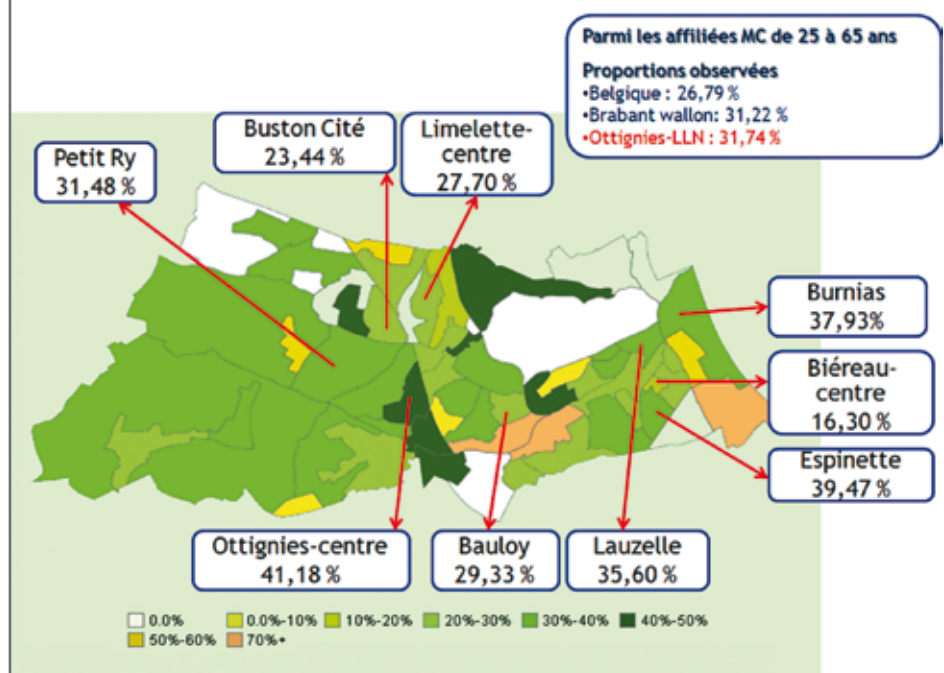 Parmi les affiliées MC de 25 à 65 ans
Proportions observées
•Belgique : 26,79 %
•Brabant wallon: 31,22 %
•Ottignies-LLN : 31,74 %
Buston Cité
23,44 %
Limelette-
centre
27,70 %
Petit Ry
31,48 %
Burnias
37,93%
Biéreau-
centre
16,30 %
Espinette
39,47 %
Ottignies-centre
41,18 %
Bauloy
29,33 %
Lauzelle
35,60 %
0.0% 0.0%-10% 10%-20% 20%-30% 30%-40% 40%-50%
50%-60% 70%+